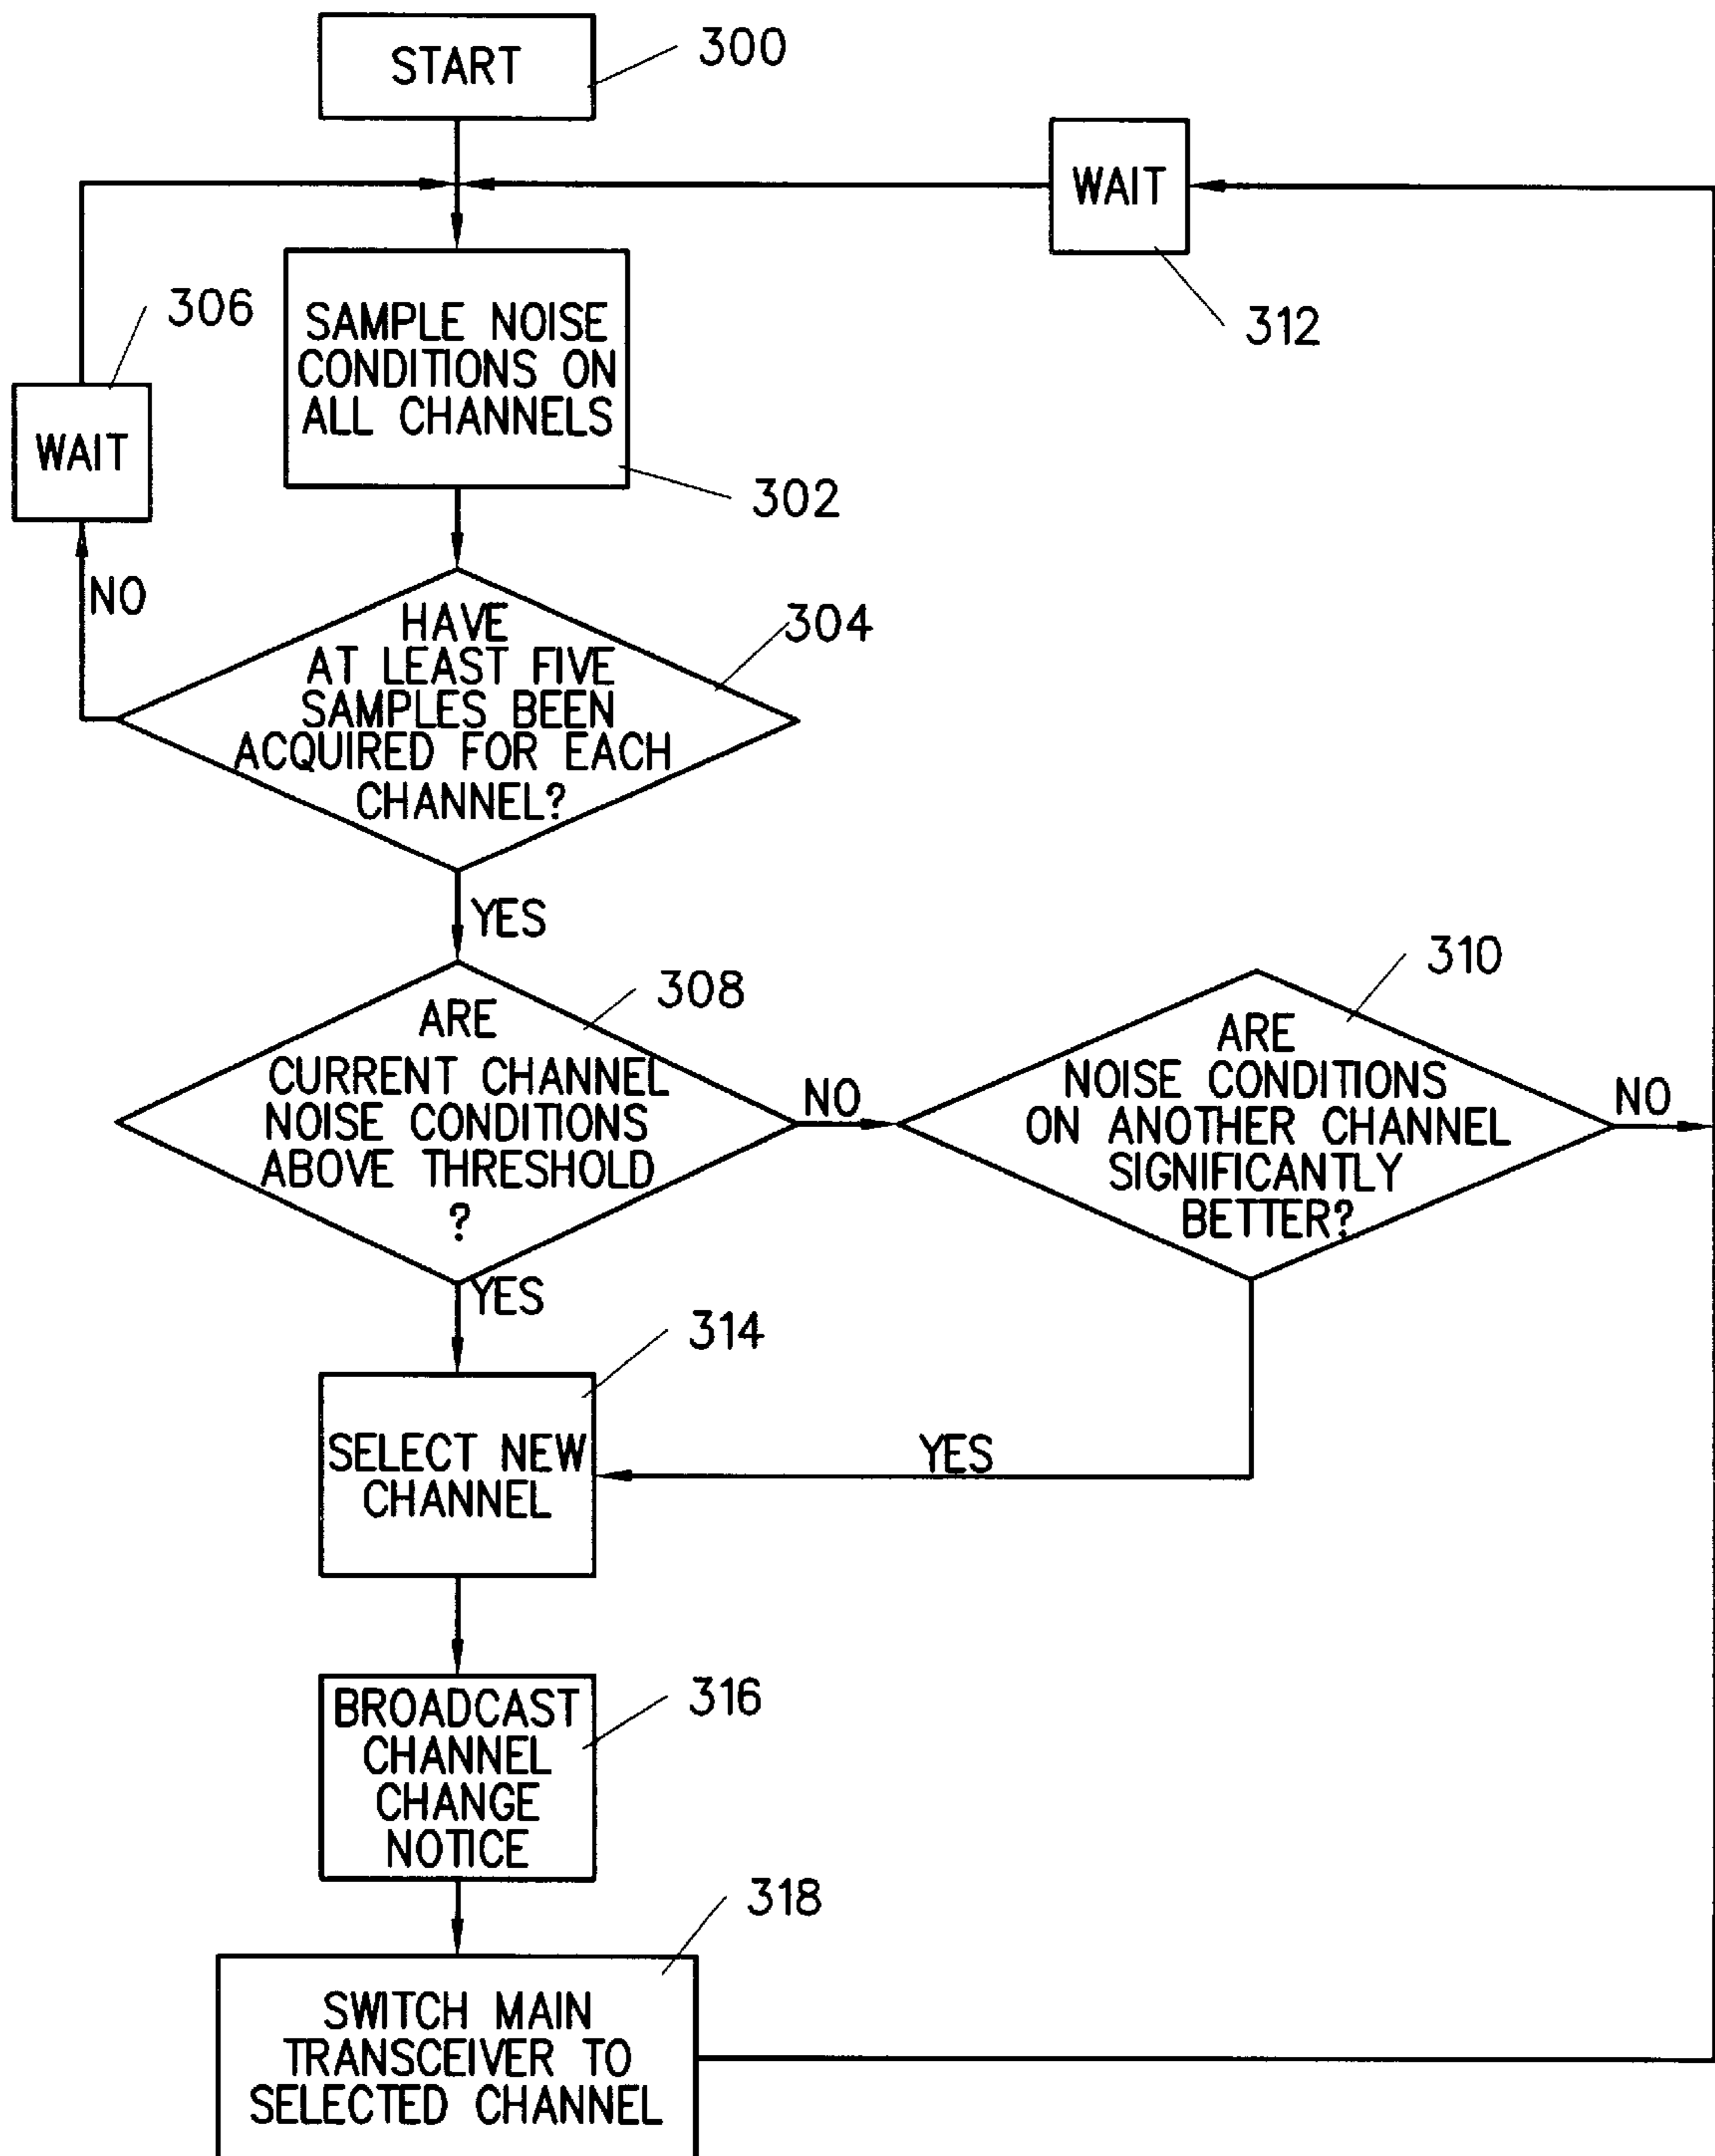 START
300
WAIT
312
306
WAIT
SAMPLE NOISE
CONDITIONS ON
ALL CHANNELS
302
NO
HAVE
AT LEAST FIVE
SAMPLES BEEN
ACQUIRED FOR EACH
CHANNEL?
304
YES
308
ARE
CURRENT CHANNEL
NOISE CONDITIONS
ABOVE THRESHOLD
?
NO
310
ARE
NOISE CONDITIONS
ON ANOTHER CHANNEL
SIGNIFICANTLY
BETTER?
NO
YES
314
SELECT NEW
CHANNEL
YES
316
BROADCAST
CHANNEL
CHANGE
NOTICE
318
SWITCH MAIN
TRANSCEIVER TO
SELECTED CHANNEL